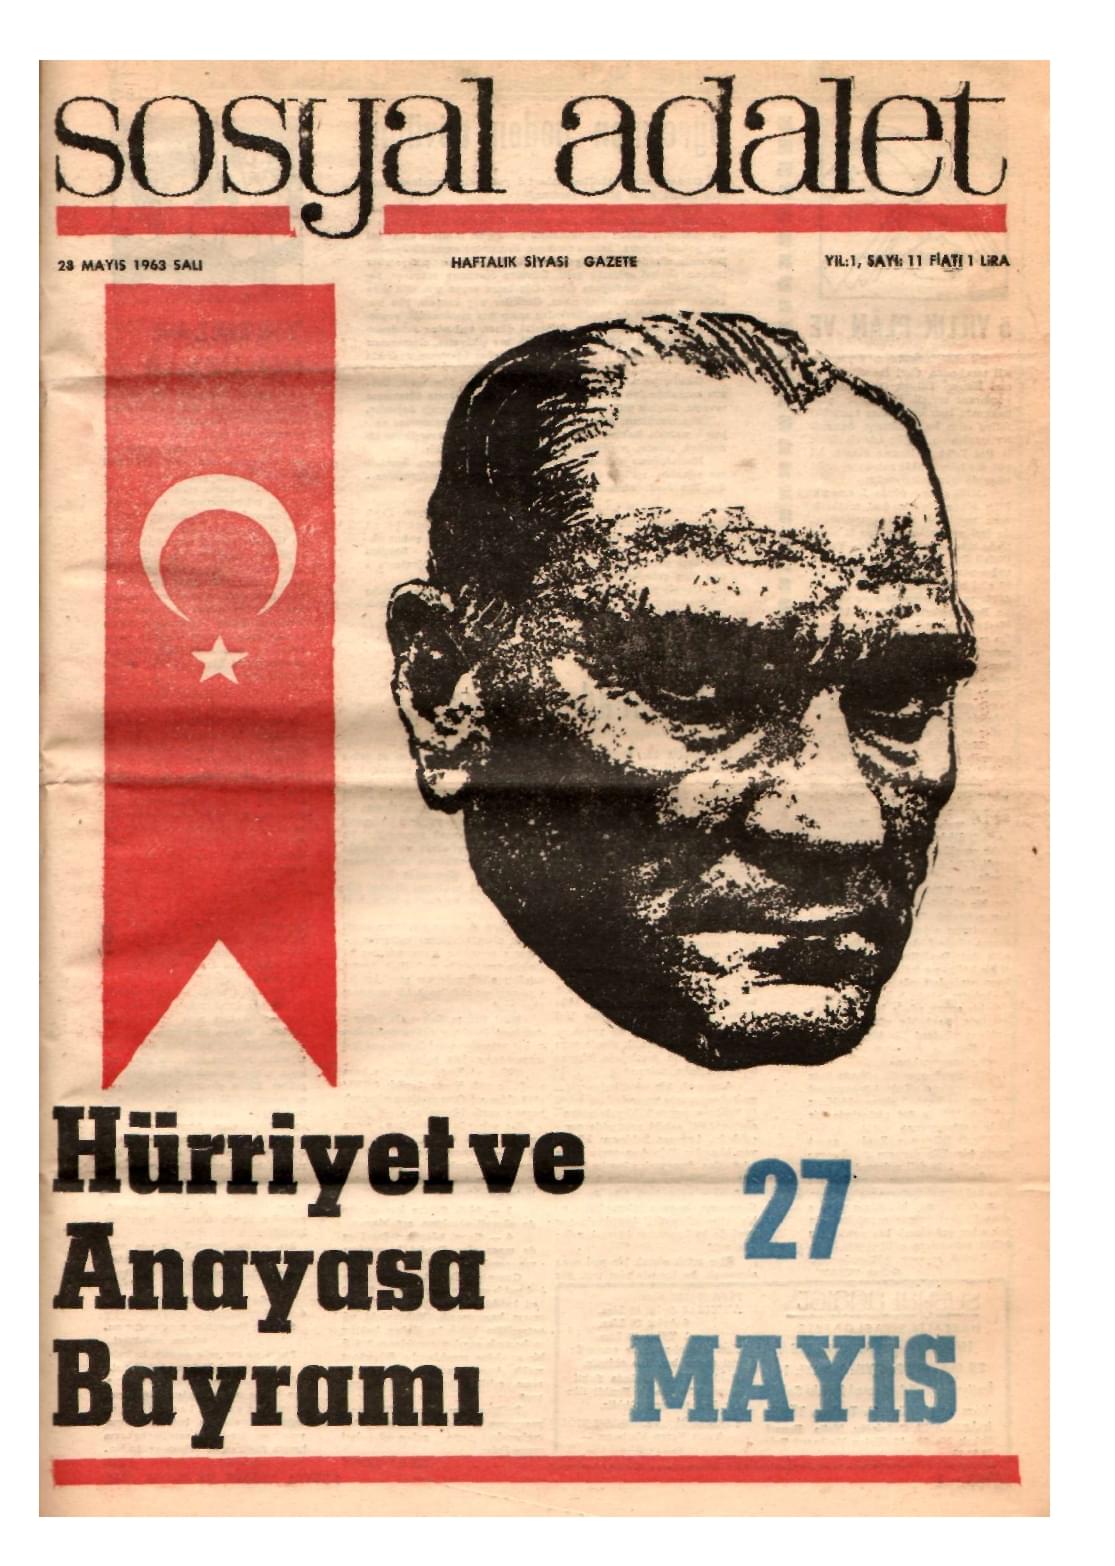 sosyal adalet
28 MAYIS 1963 SALI
HAFTALIK SİYASİ GAZETE
YIL:1, SAYI: 11 FİATI 1 LİRA
Hürriyet ve
Anayasa
Bayramı
27
MAYIS